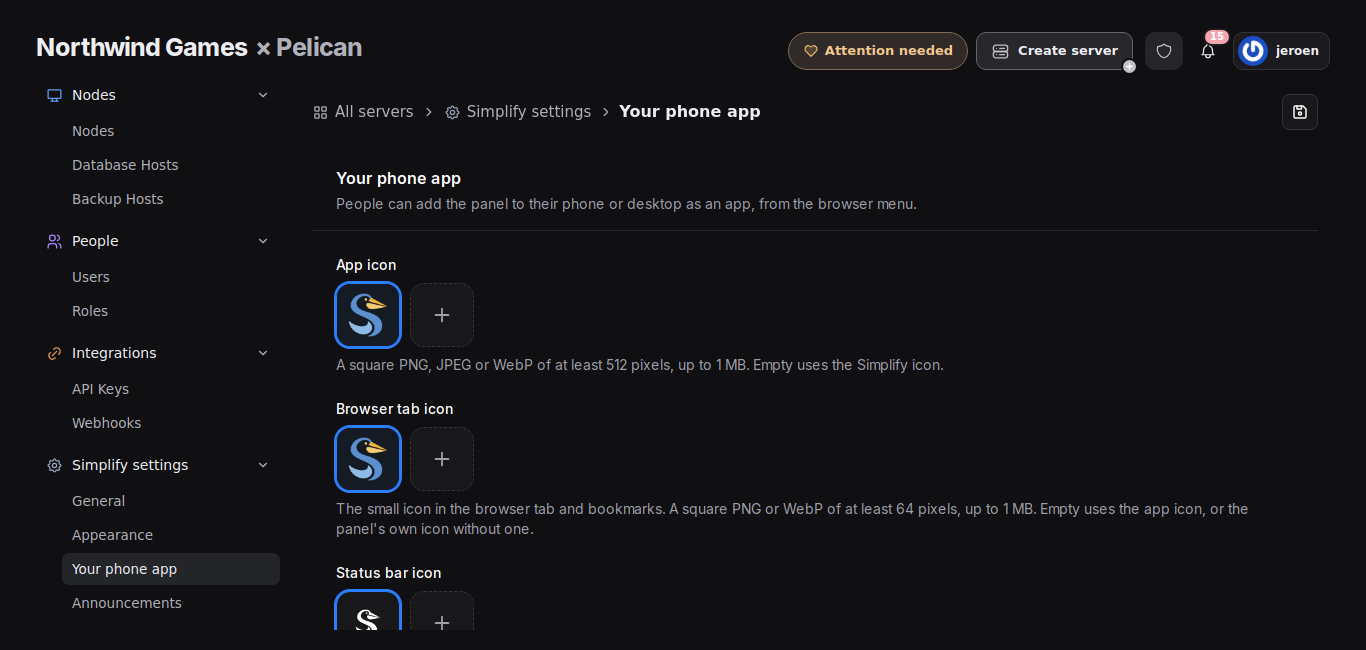 Northwind Games × Pelican
Attention needed
Create server
15
jeroen
Nodes
Nodes
Database Hosts
Backup Hosts
People
Users
Roles
Integrations
API Keys
Webhooks
Simplify settings
General
Appearance
Your phone app
Announcements
All servers
Simplify settings
Your phone app
Your phone app
People can add the panel to their phone or desktop as an app, from the browser menu.
App icon
A square PNG, JPEG or WebP of at least 512 pixels, up to 1 MB. Empty uses the Simplify icon.
Browser tab icon
The small icon in the browser tab and bookmarks. A square PNG or WebP of at least 64 pixels, up to 1 MB. Empty uses the app icon, or the
panel's own icon without one.
Status bar icon